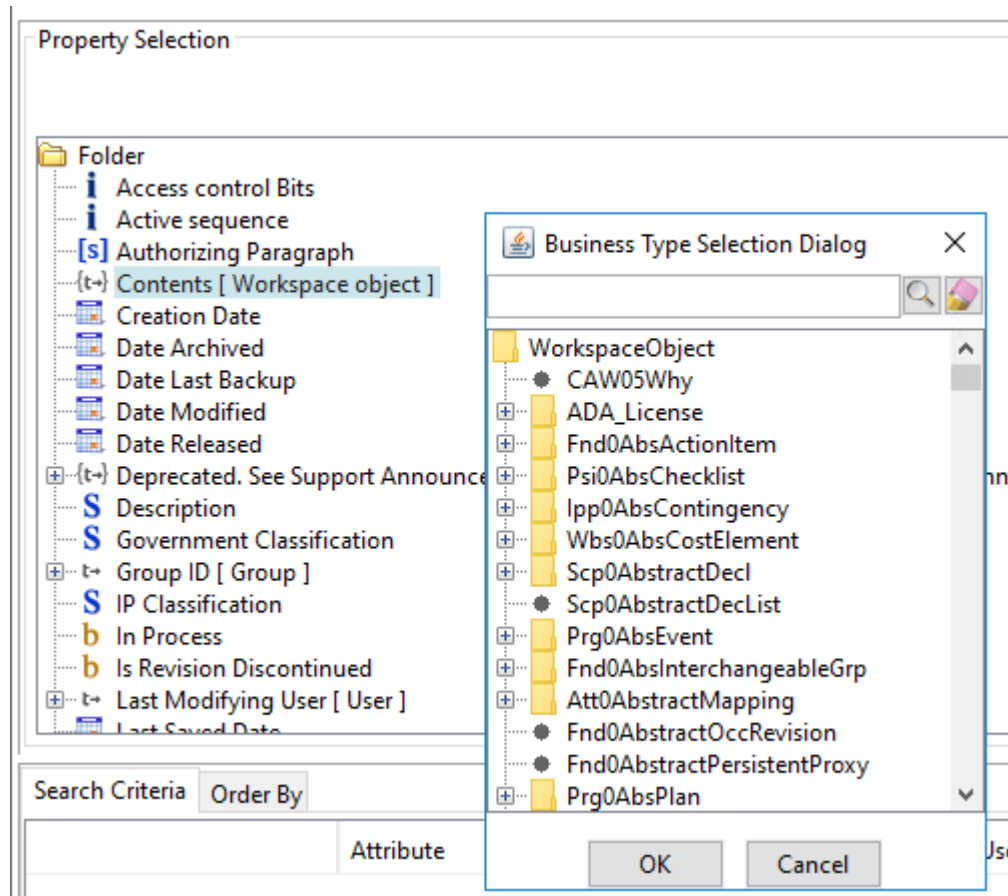 Property Selection
Folder
i Access control Bits
i Active sequence
[s] Authorizing Paragraph
{t→} Contents [ Workspace object ]
Creation Date
Date Archived
Date Last Backup
Date Modified
Date Released
{t→} Deprecated. See Support Announce
S Description
S Government Classification
t→ Group ID [ Group ]
S IP Classification
b In Process
b Is Revision Discontinued
t→ Last Modifying User [ User ]
Last Saved Date
Business Type Selection Dialog
WorkspaceObject
CAW05Why
ADA_License
Fnd0AbsActionItem
Psi0AbsChecklist
Ipp0AbsContingency
Wbs0AbsCostElement
Scp0AbstractDecl
Scp0AbstractDecList
Prg0AbsEvent
Fnd0AbsInterchangeableGrp
Att0AbstractMapping
Fnd0AbstractOccRevision
Fnd0AbstractPersistentProxy
Prg0AbsPlan
OK Cancel
Search Criteria Order By
Attribute